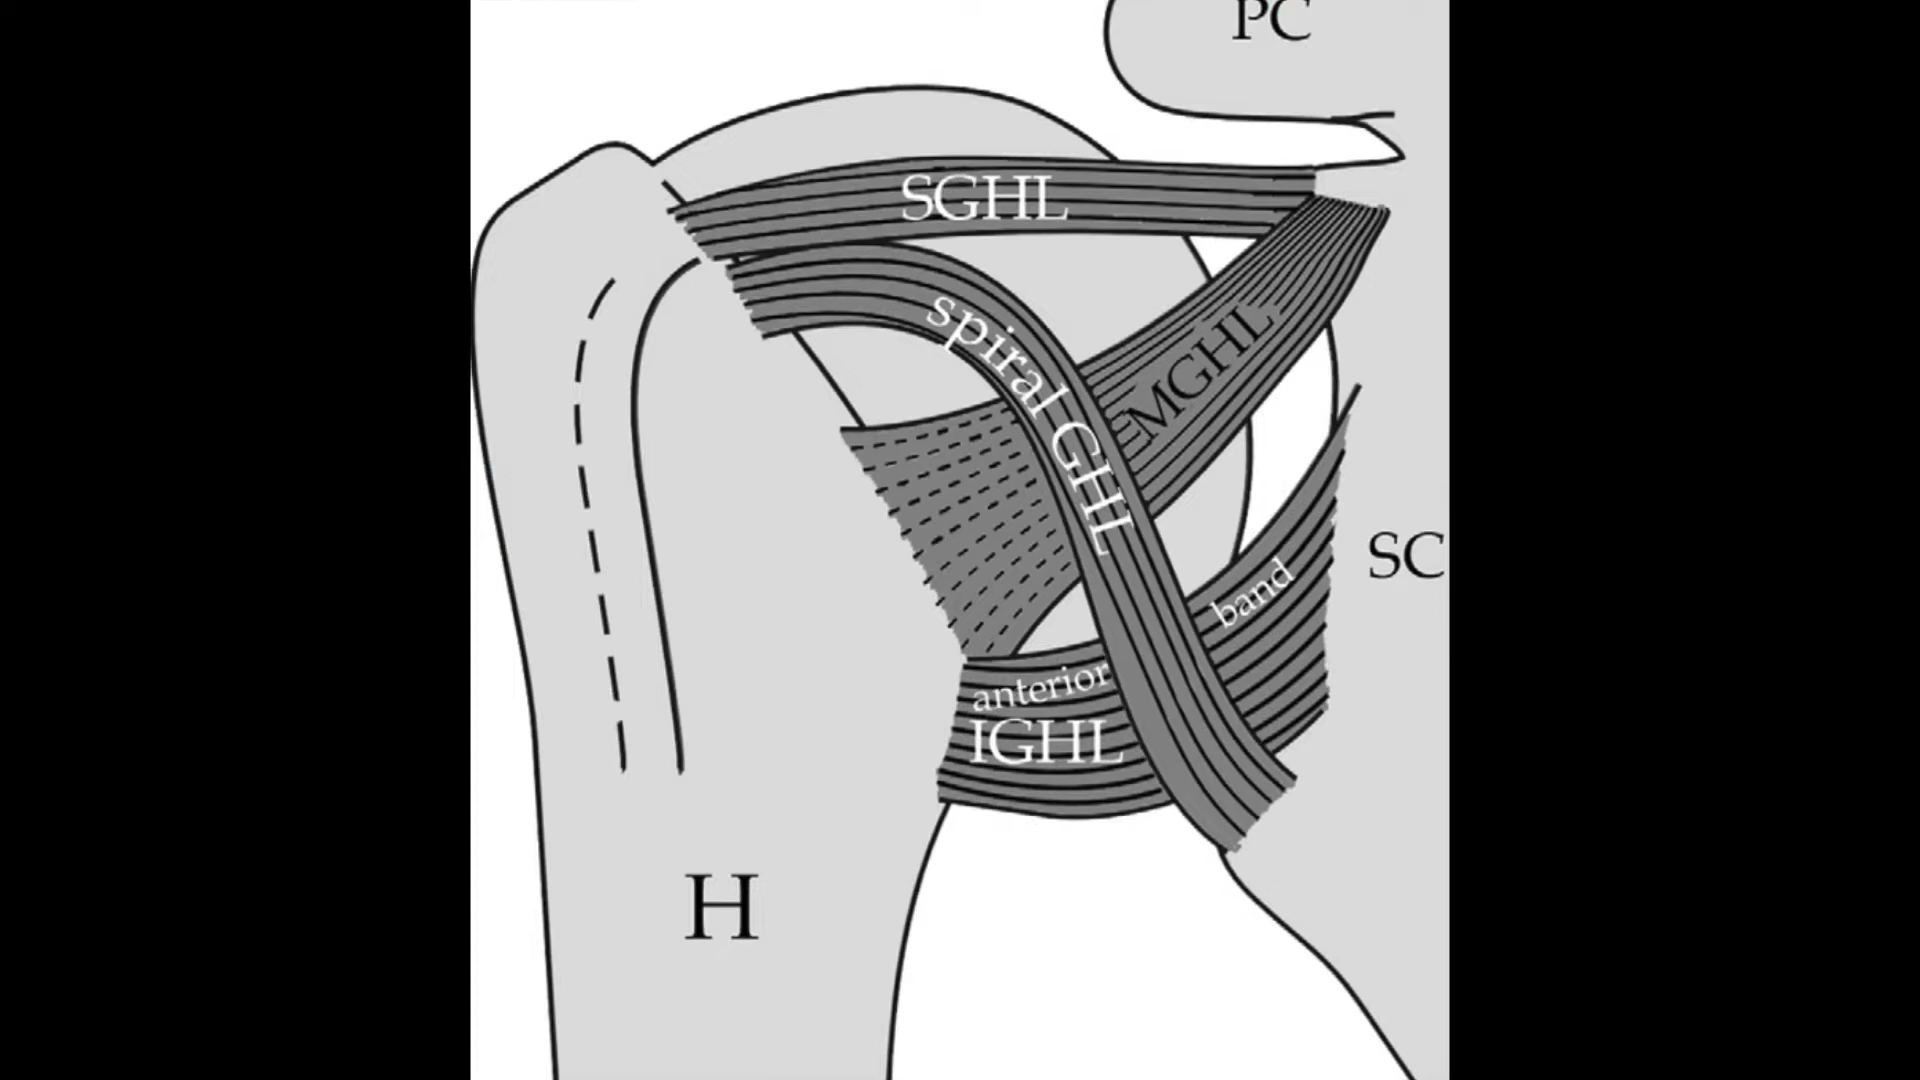 PC
SGHL
spiral GHL
MGHL
SC
band
anterior
IGHL
H